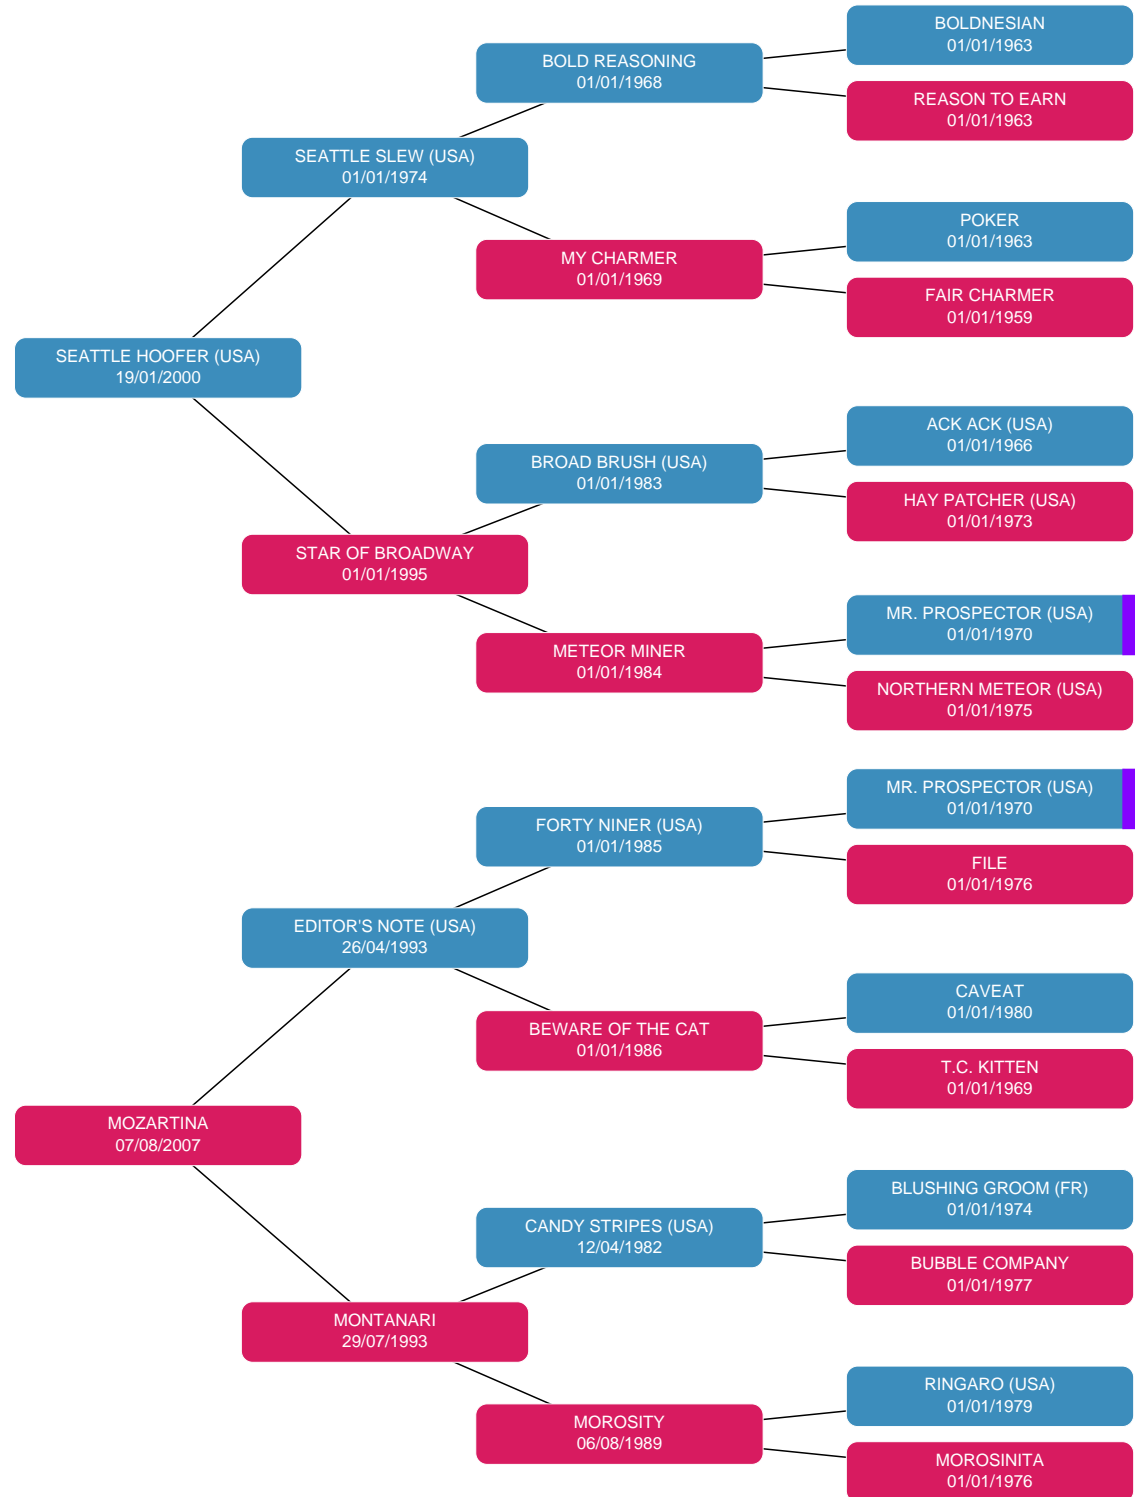 BOLDNESIAN
01/01/1963
BOLD REASONING
01/01/1968
REASON TO EARN
01/01/1963
SEATTLE SLEW (USA)
01/01/1974
POKER
01/01/1963
MY CHARMER
01/01/1969
FAIR CHARMER
01/01/1959
SEATTLE HOOFER (USA)
19/01/2000
ACK ACK (USA)
01/01/1966
BROAD BRUSH (USA)
01/01/1983
HAY PATCHER (USA)
01/01/1973
STAR OF BROADWAY
01/01/1995
MR. PROSPECTOR (USA)
01/01/1970
METEOR MINER
01/01/1984
NORTHERN METEOR (USA)
01/01/1975
MR. PROSPECTOR (USA)
01/01/1970
FORTY NINER (USA)
01/01/1985
FILE
01/01/1976
EDITOR'S NOTE (USA)
26/04/1993
CAVEAT
01/01/1980
BEWARE OF THE CAT
01/01/1986
T.C. KITTEN
01/01/1969
MOZARTINA
07/08/2007
BLUSHING GROOM (FR)
01/01/1974
CANDY STRIPES (USA)
12/04/1982
BUBBLE COMPANY
01/01/1977
MONTANARI
29/07/1993
RINGARO (USA)
01/01/1979
MOROSITY
06/08/1989
MOROSINITA
01/01/1976